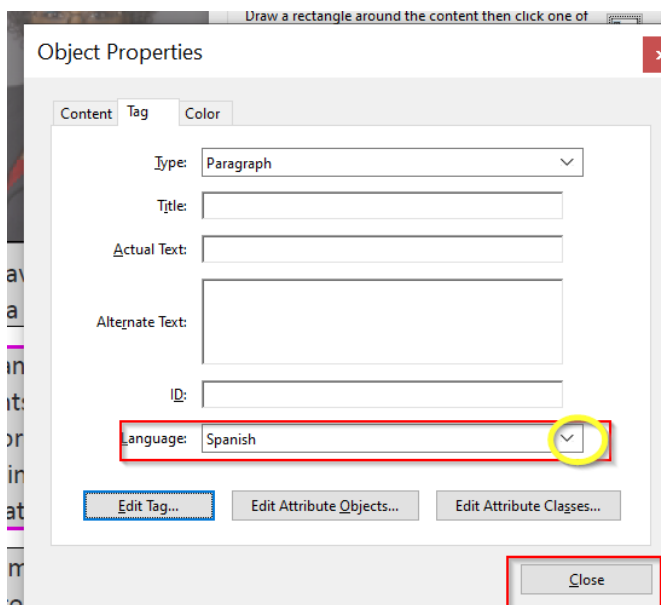 Draw a rectangle around the content then click one of
Object Properties
Content Tag Color
Type: Paragraph
Title:
Actual Text:
Alternate Text:
ID:
Language: Spanish
Edit Tag... Edit Attribute Objects... Edit Attribute Classes...
Close